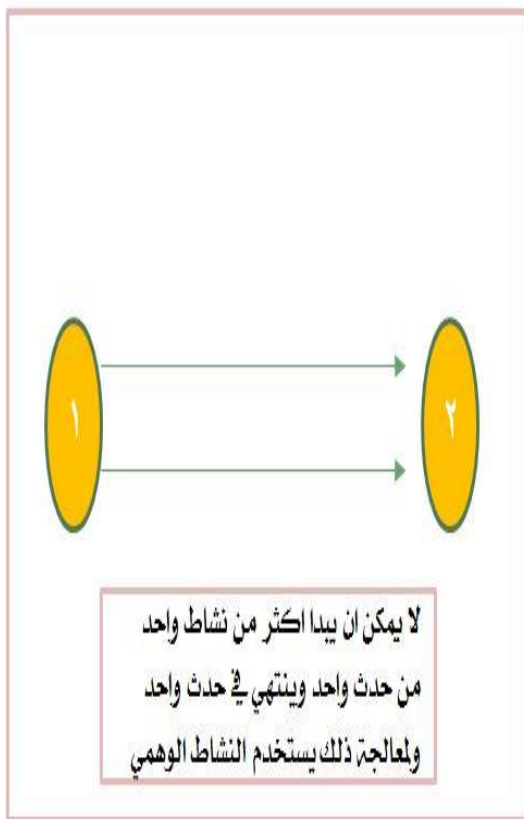 ١
٢
لا يمكن ان يبدا اكثر من نشاط واحد
من حدث واحد وينتهي في حدث واحد
ولمعالجة ذلك يستخدم النشاط الوهمي